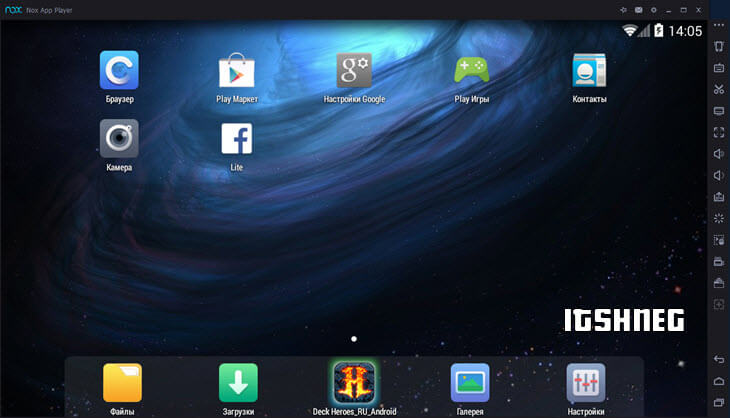 nox Nox App Player
14:05
Браузер Play Маркет Настройки Google Play Игры Контакты
Камера Lite
ITSHNEG
Файлы Загрузки Deck Heroes_RU_Android Галерея Настройки